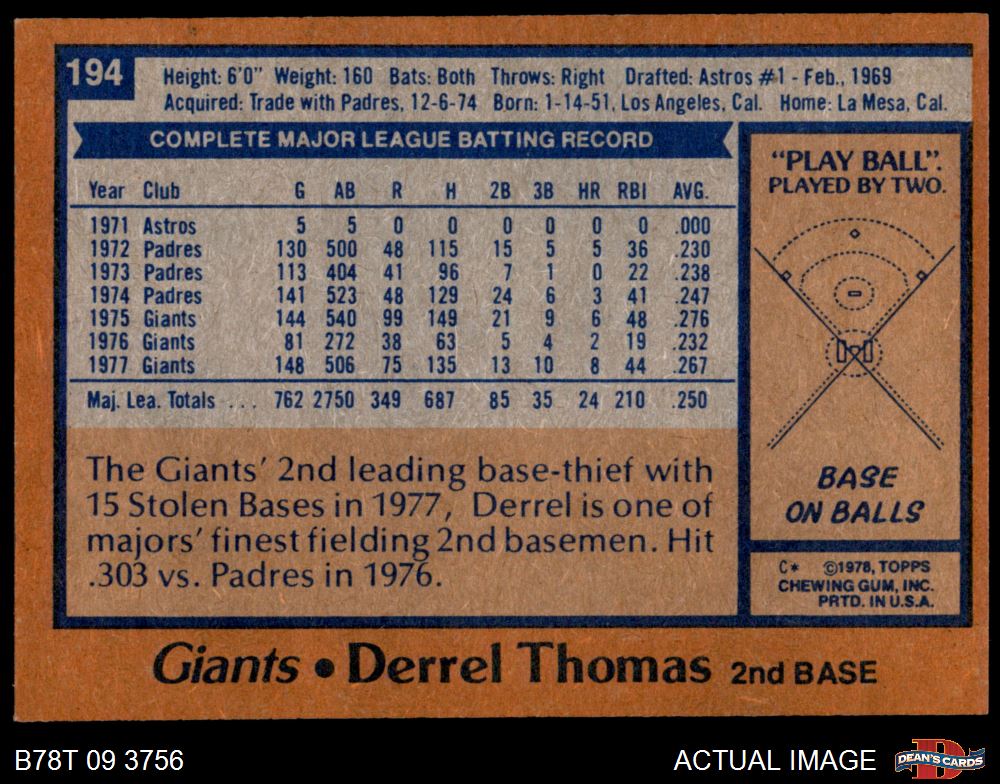 194
Height: 6'0" Weight: 160 Bats: Both Throws: Right Drafted: Astros #1 - Feb., 1969
Acquired: Trade with Padres, 12-6-74 Born: 1-14-51, Los Angeles, Cal. Home: La Mesa, Cal.
COMPLETE MAJOR LEAGUE BATTING RECORD
Year Club G AB R H 2B 3B HR RBI AVG.
1971 Astros 5 5 0 0 0 0 0 0 .000
1972 Padres 130 500 48 115 15 5 5 36 .230
1973 Padres 113 404 41 96 7 1 0 22 .238
1974 Padres 141 523 48 129 24 6 3 41 .247
1975 Giants 144 540 99 149 21 9 6 48 .276
1976 Giants 81 272 38 63 5 4 2 19 .232
1977 Giants 148 506 75 135 13 10 8 44 .267
Maj. Lea. Totals ... 762 2750 349 687 85 35 24 210 .250
The Giants' 2nd leading base-thief with
15 Stolen Bases in 1977, Derrel is one of
majors' finest fielding 2nd basemen. Hit
.303 vs. Padres in 1976.
"PLAY BALL".
PLAYED BY TWO.
BASE
ON BALLS
C* ©1978, TOPPS
CHEWING GUM, INC.
PRTD. IN U.S.A.
Giants • Derrel Thomas 2nd BASE
B78T 09 3756
ACTUAL IMAGE
D
DEAN'S CARDS